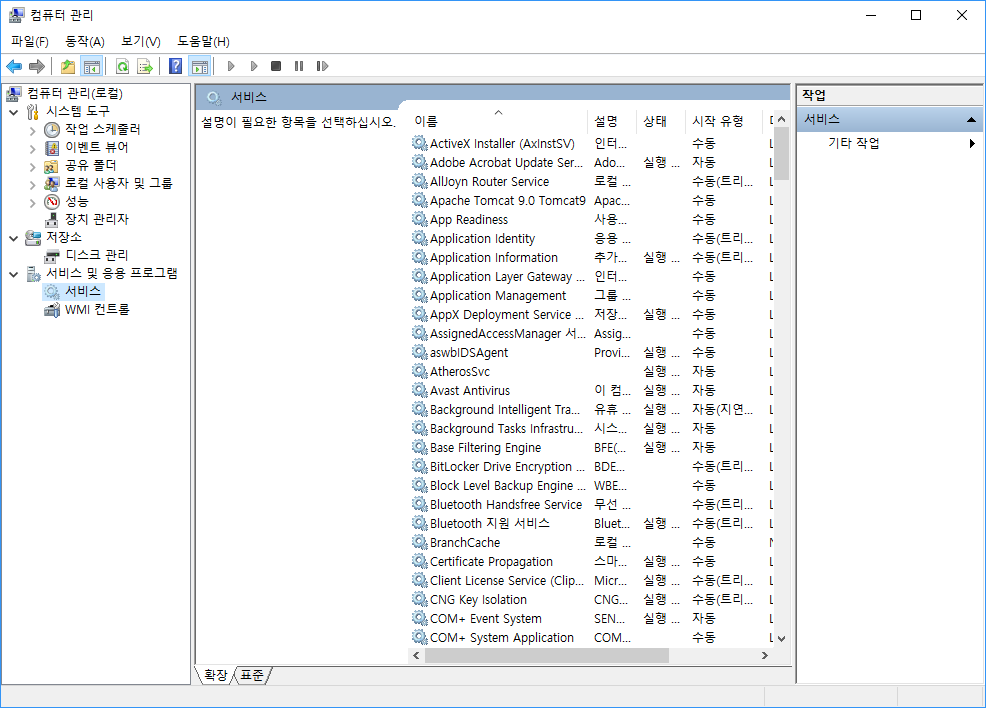 컴퓨터 관리
파일(F) 동작(A) 보기(V) 도움말(H)
컴퓨터 관리(로컬)
시스템 도구
작업 스케줄러
이벤트 뷰어
공유 폴더
로컬 사용자 및 그룹
성능
장치 관리자
저장소
디스크 관리
서비스 및 응용 프로그램
서비스
WMI 컨트롤
서비스
설명이 필요한 항목을 선택하십시오.
이름 설명 상태 시작 유형
ActiveX Installer (AxInstSV) 인터... 수동
Adobe Acrobat Update Ser... Ado... 실행 ... 자동
AllJoyn Router Service 로컬 ... 수동(트리...
Apache Tomcat 9.0 Tomcat9 Apac... 수동
App Readiness 사용... 수동
Application Identity 응용 ... 수동(트리...
Application Information 추가... 실행 ... 수동(트리...
Application Layer Gateway ... 인터... 수동
Application Management 그룹 ... 수동
AppX Deployment Service ... 저장... 실행 ... 수동
AssignedAccessManager 서... Assig... 수동
aswbIDSAgent Provi... 실행 ... 수동
AtherosSvc 실행 ... 자동
Avast Antivirus 이 컴... 실행 ... 자동
Background Intelligent Tra... 유휴 ... 실행 ... 자동(지연...
Background Tasks Infrastru... 시스... 실행 ... 자동
Base Filtering Engine BFE(... 실행 ... 자동
BitLocker Drive Encryption ... BDE... 수동(트리...
Block Level Backup Engine ... WBE... 수동
Bluetooth Handsfree Service 무선 ... 수동(트리...
Bluetooth 지원 서비스 Bluet... 실행 ... 수동(트리...
BranchCache 로컬 ... 수동
Certificate Propagation 스마... 실행 ... 수동
Client License Service (Clip... Micr... 실행 ... 수동(트리...
CNG Key Isolation CNG... 실행 ... 수동(트리...
COM+ Event System SEN... 실행 ... 자동
COM+ System Application COM... 수동
확장 표준
작업
서비스
기타 작업